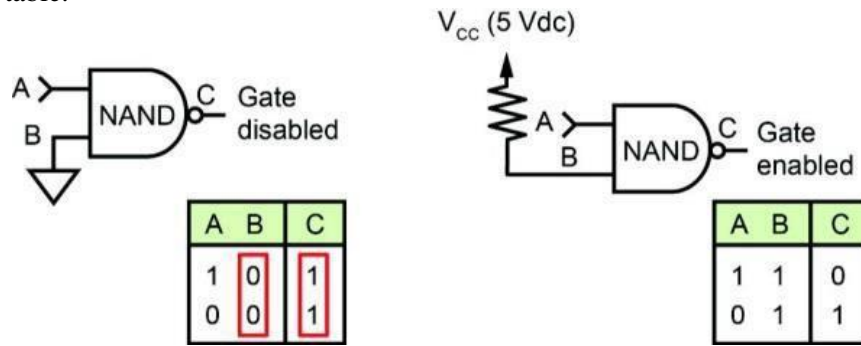 table.
A
B
NAND
C
Gate
disabled
A B C
1 0 1
0 0 1
V_CC (5 Vdc)
A
B
NAND
C
Gate
enabled
A B C
1 1 0
0 1 1